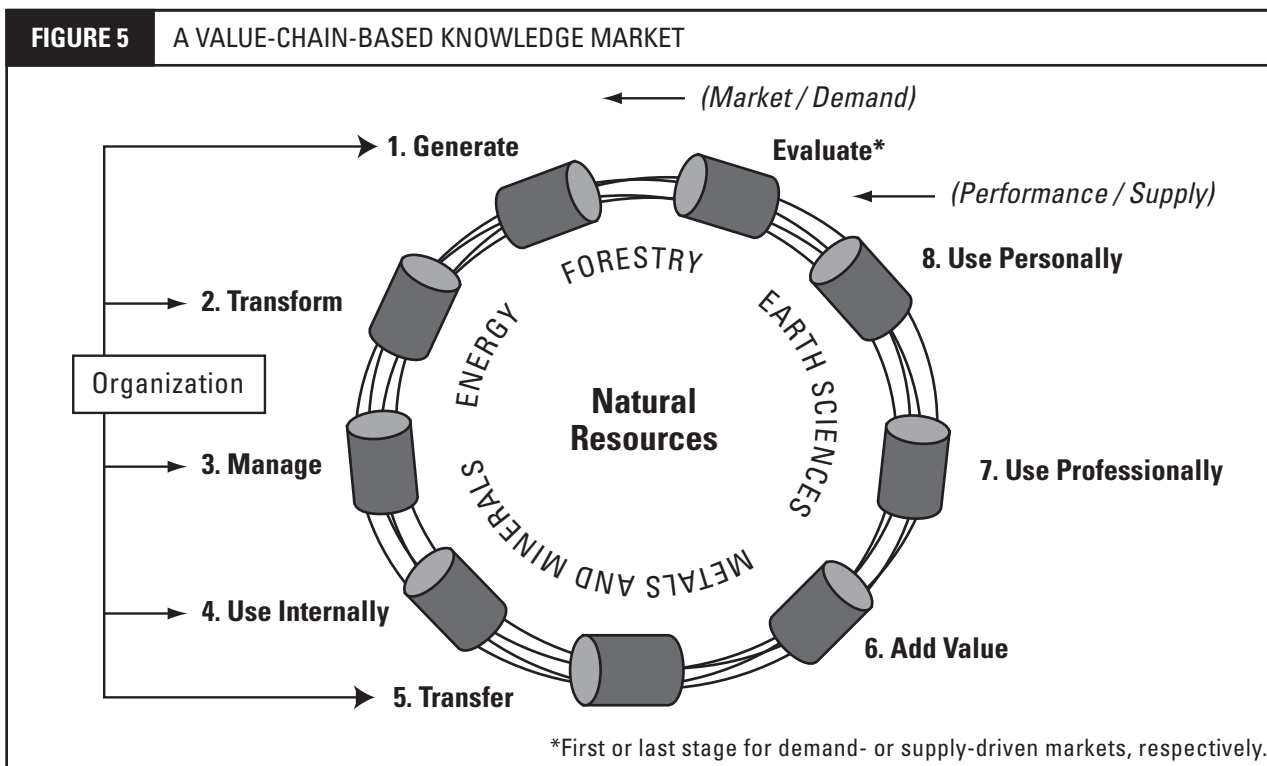 FIGURE 5 A VALUE-CHAIN-BASED KNOWLEDGE MARKET
(Market / Demand)
1. Generate
Evaluate*
(Performance / Supply)
8. Use Personally
2. Transform
FORESTRY
EARTH SCIENCES
ENERGY
Organization
Natural
Resources
3. Manage
7. Use Professionally
METALS AND MINERALS
4. Use Internally
6. Add Value
5. Transfer
*First or last stage for demand- or supply-driven markets, respectively.